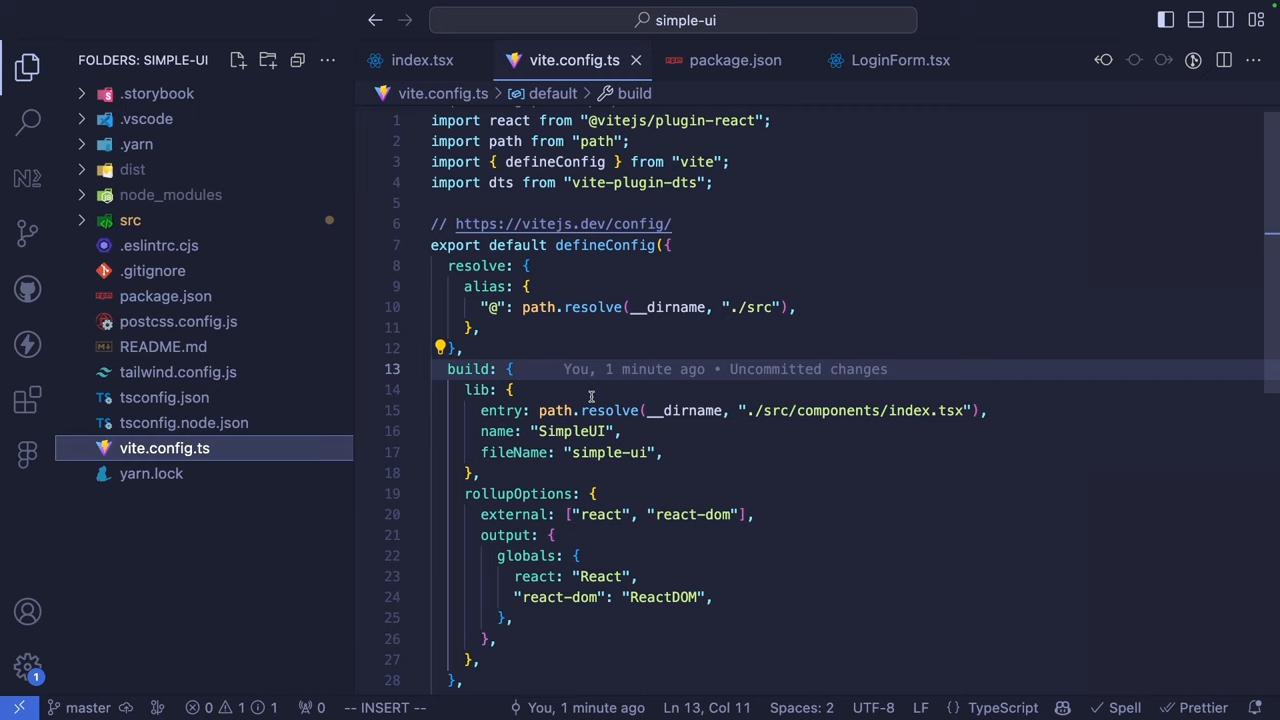 simple-ui
FOLDERS: SIMPLE-UI
.storybook
.vscode
.yarn
dist
node_modules
src
.eslintrc.cjs
.gitignore
package.json
postcss.config.js
README.md
tailwind.config.js
tsconfig.json
tsconfig.node.json
vite.config.ts
yarn.lock
1
index.tsx
vite.config.ts
package.json
LoginForm.tsx
vite.config.ts > default > build
1 import react from "@vitejs/plugin-react";
2 import path from "path";
3 import { defineConfig } from "vite";
4 import dts from "vite-plugin-dts";
5
6 // https://vitejs.dev/config/
7 export default defineConfig({
8 resolve: {
9 alias: {
10 "@": path.resolve(__dirname, "./src"),
11 },
12 },
13 build: { You, 1 minute ago • Uncommitted changes
14 lib: {
15 entry: path.resolve(__dirname, "./src/components/index.tsx"),
16 name: "SimpleUI",
17 fileName: "simple-ui",
18 },
19 rollupOptions: {
20 external: ["react", "react-dom"],
21 output: {
22 globals: {
23 react: "React",
24 "react-dom": "ReactDOM",
25 },
26 },
27 },
28 },
master 0 1 1 0 -- INSERT -- You, 1 minute ago Ln 13, Col 11 Spaces: 2 UTF-8 LF {} TypeScript Spell Prettier